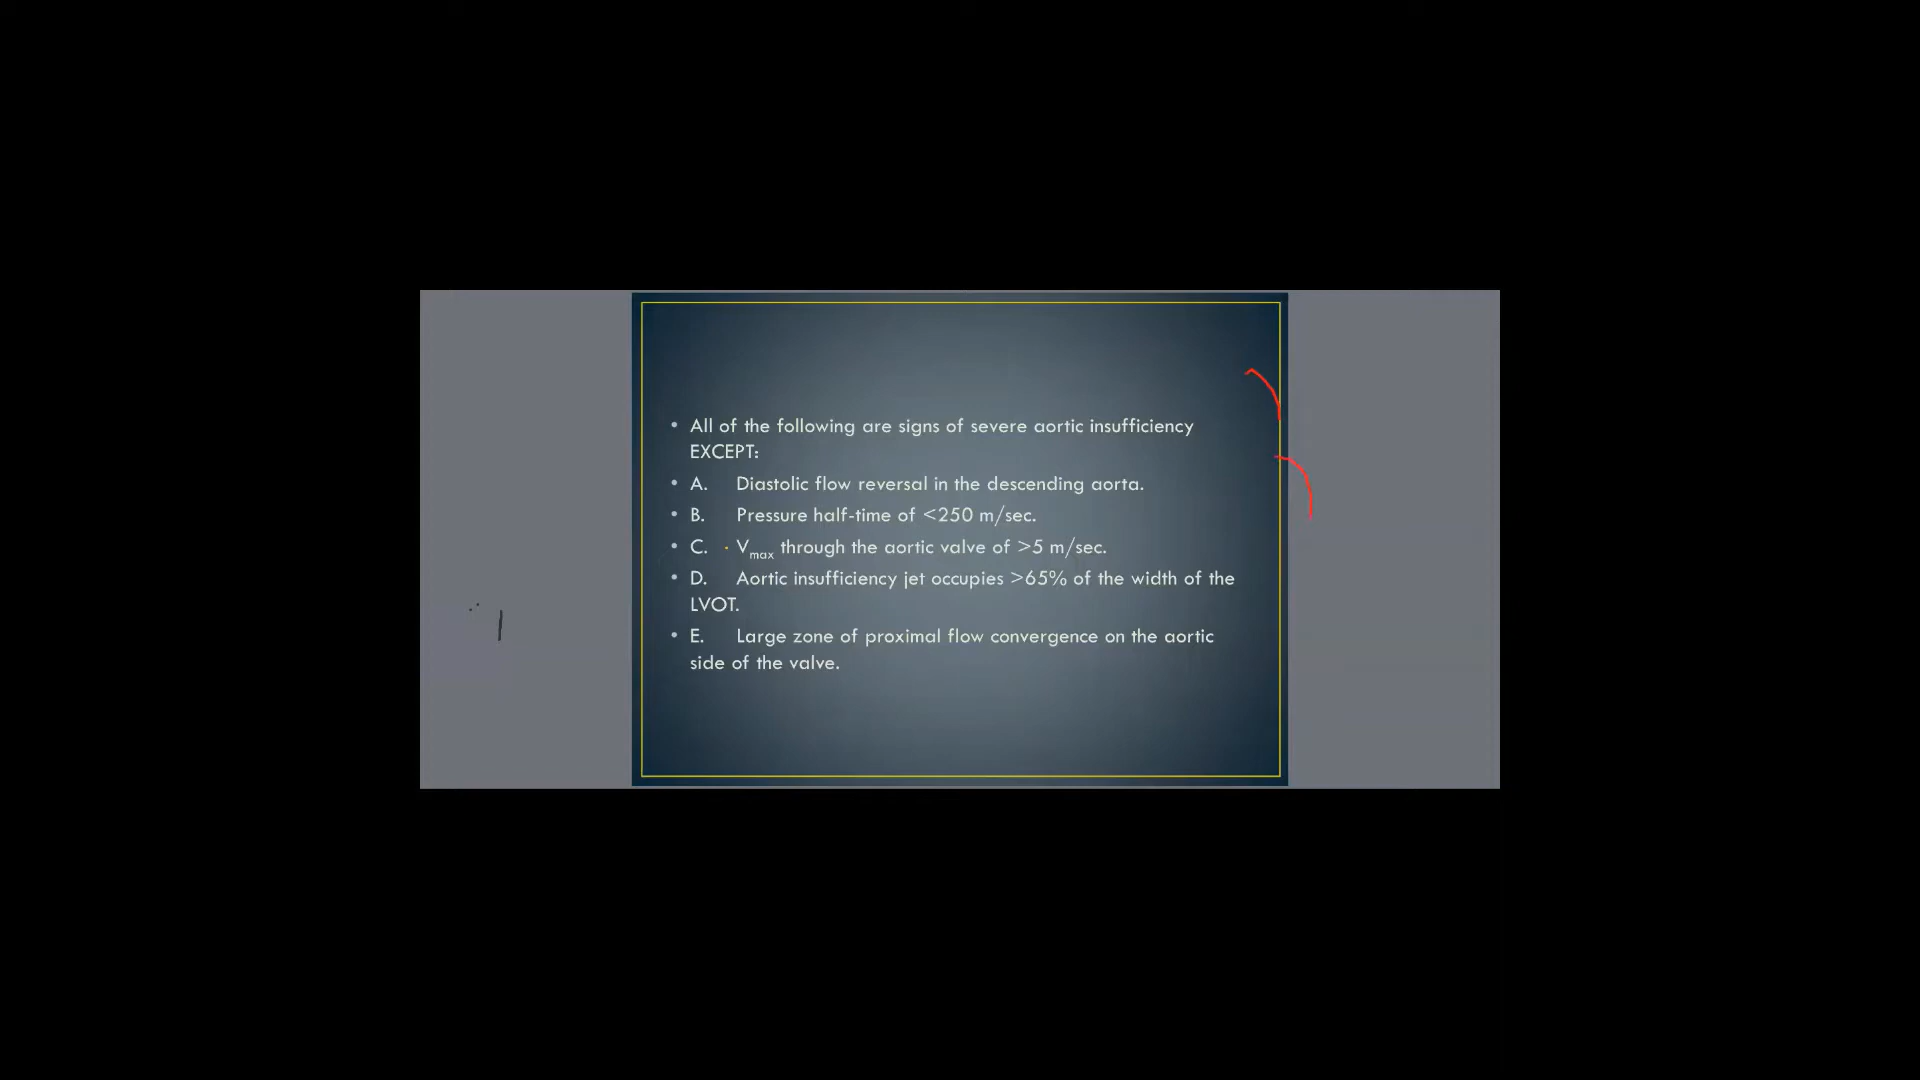 • All of the following are signs of severe aortic insufficiency
EXCEPT:
• A. Diastolic flow reversal in the descending aorta.
• B. Pressure half-time of <250 m/sec.
• C. Vmax through the aortic valve of >5 m/sec.
• D. Aortic insufficiency jet occupies >65% of the width of the
LVOT.
• E. Large zone of proximal flow convergence on the aortic
side of the valve.